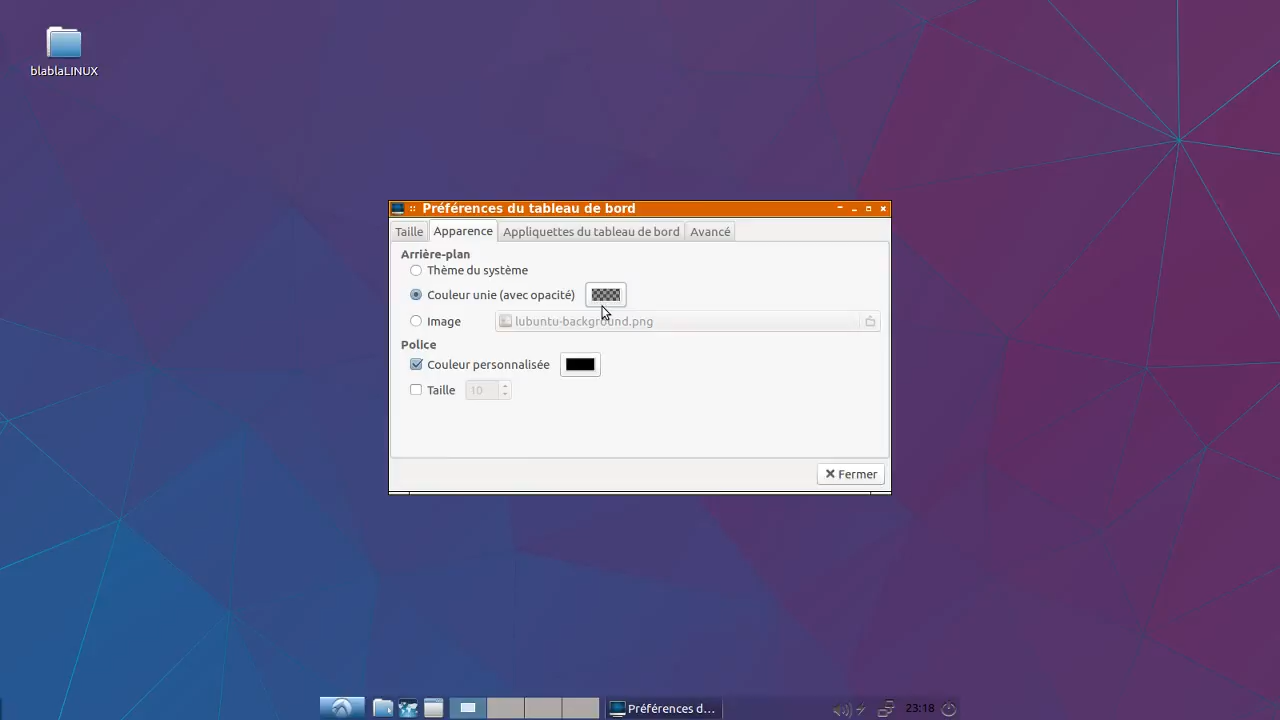 blablaLINUX
Préférences du tableau de bord
Taille Apparence Appliquettes du tableau de bord Avancé
Arrière-plan
Thème du système
Couleur unie (avec opacité)
Image lubuntu-background.png
Police
Couleur personnalisée
Taille 10
Fermer
Préférences du d... 23:18